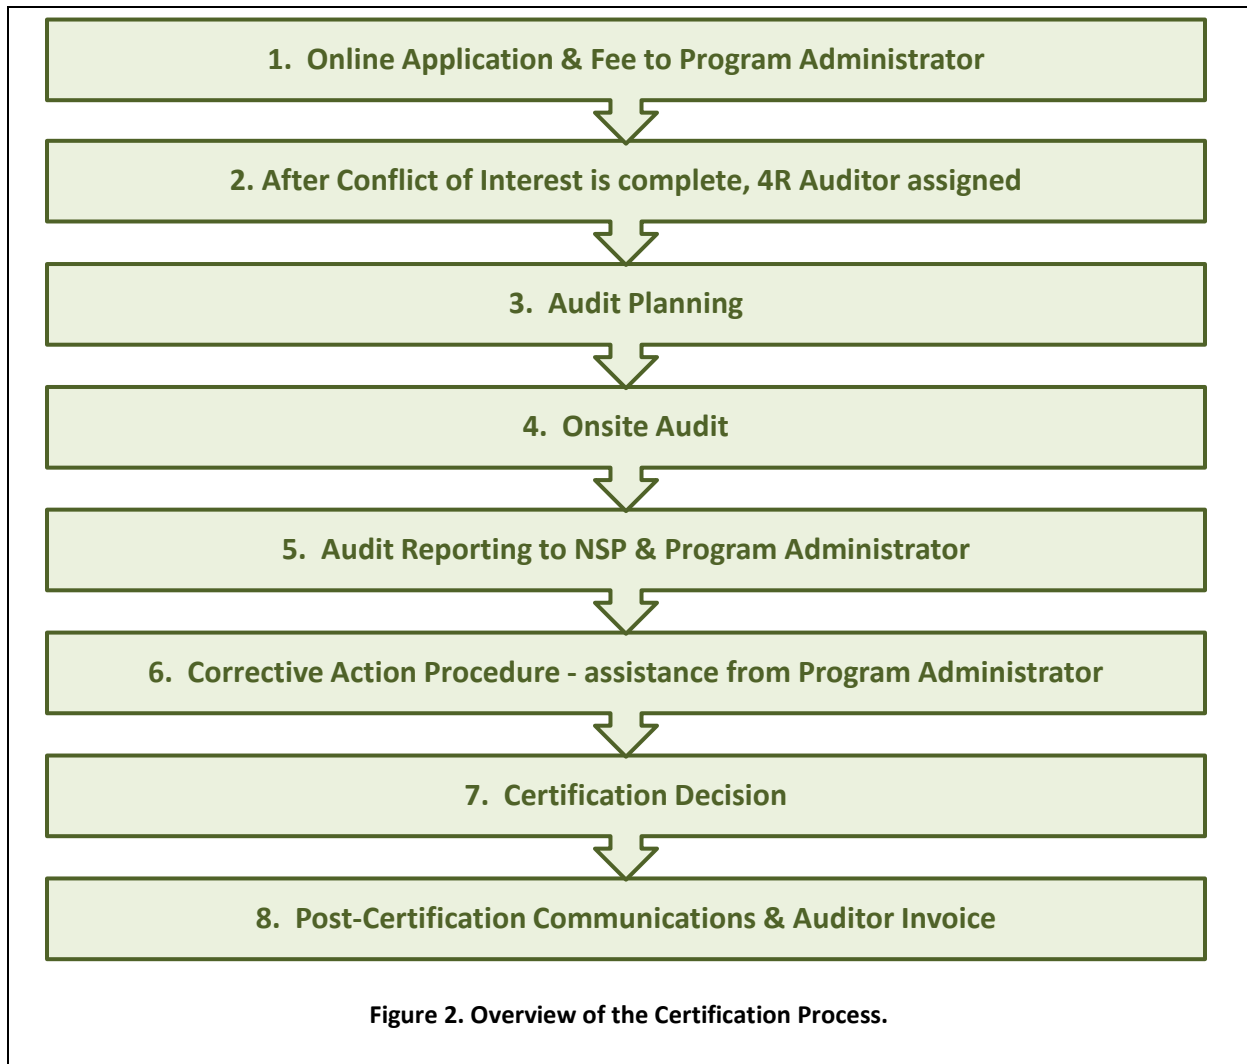 1. Online Application & Fee to Program Administrator
2. After Conflict of Interest is complete, 4R Auditor assigned
3. Audit Planning
4. Onsite Audit
5. Audit Reporting to NSP & Program Administrator
6. Corrective Action Procedure - assistance from Program Administrator
7. Certification Decision
8. Post-Certification Communications & Auditor Invoice
Figure 2. Overview of the Certification Process.